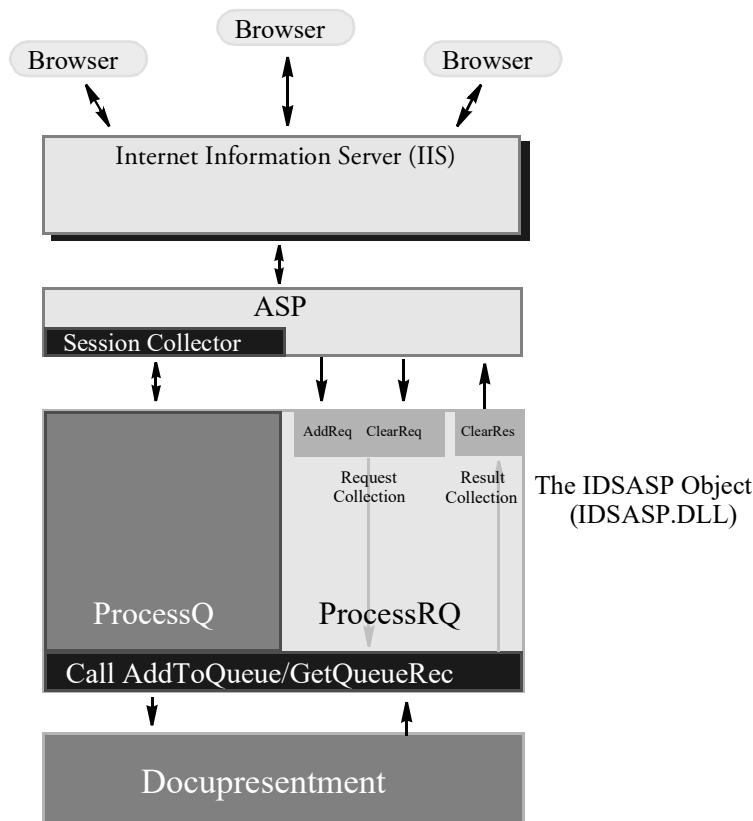 Browser
Browser
Browser
Internet Information Server (IIS)
ASP
Session Collector
AddReq
ClearReq
ClearRes
Request
Collection
Result
Collection
The IDSASP Object
(IDSASP.DLL)
ProcessQ
ProcessRQ
Call AddToQueue/GetQueueRec
Docupresentment